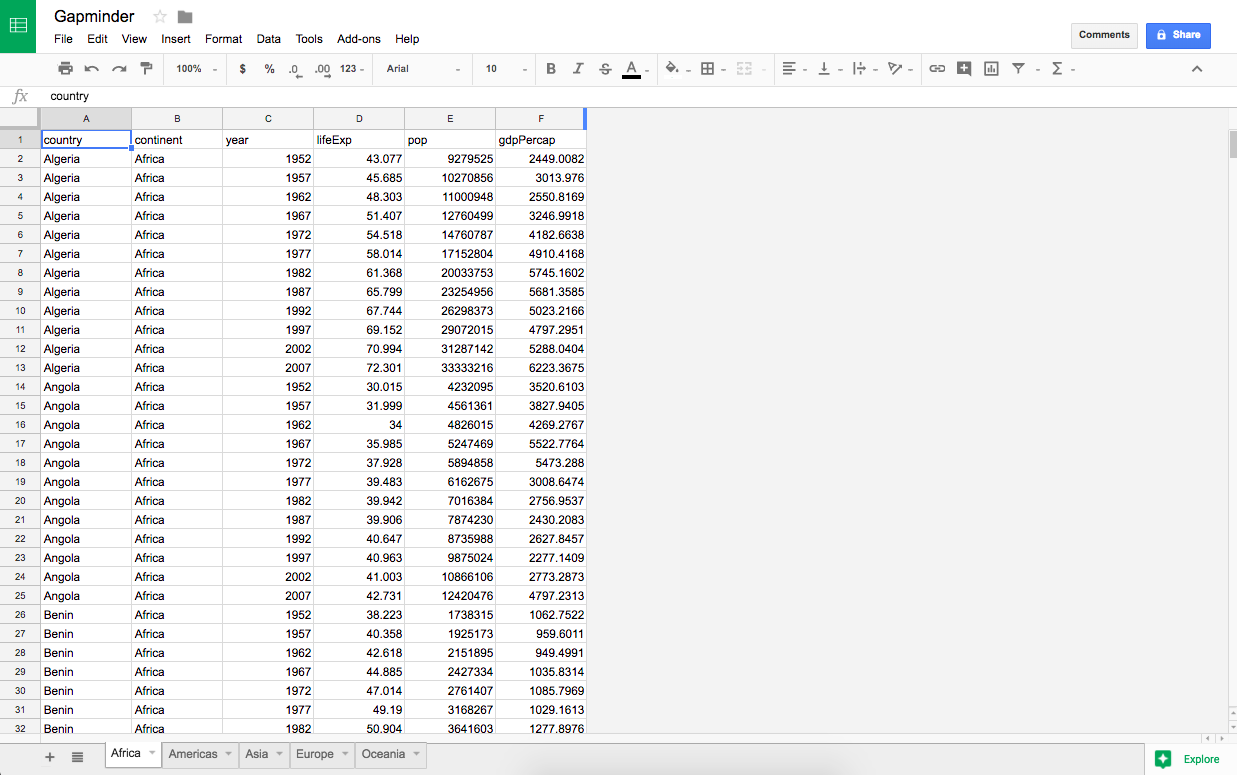 Gapminder
File Edit View Insert Format Data Tools Add-ons Help
Comments Share
100% $ % .0 .00 123 Arial 10 B I S A Σ
fx country
A B C D E F
1 country continent year lifeExp pop gdpPercap
2 Algeria Africa 1952 43.077 9279525 2449.0082
3 Algeria Africa 1957 45.685 10270856 3013.976
4 Algeria Africa 1962 48.303 11000948 2550.8169
5 Algeria Africa 1967 51.407 12760499 3246.9918
6 Algeria Africa 1972 54.518 14760787 4182.6638
7 Algeria Africa 1977 58.014 17152804 4910.4168
8 Algeria Africa 1982 61.368 20033753 5745.1602
9 Algeria Africa 1987 65.799 23254956 5681.3585
10 Algeria Africa 1992 67.744 26298373 5023.2166
11 Algeria Africa 1997 69.152 29072015 4797.2951
12 Algeria Africa 2002 70.994 31287142 5288.0404
13 Algeria Africa 2007 72.301 33333216 6223.3675
14 Angola Africa 1952 30.015 4232095 3520.6103
15 Angola Africa 1957 31.999 4561361 3827.9405
16 Angola Africa 1962 34 4826015 4269.2767
17 Angola Africa 1967 35.985 5247469 5522.7764
18 Angola Africa 1972 37.928 5894858 5473.288
19 Angola Africa 1977 39.483 6162675 3008.6474
20 Angola Africa 1982 39.942 7016384 2756.9537
21 Angola Africa 1987 39.906 7874230 2430.2083
22 Angola Africa 1992 40.647 8735988 2627.8457
23 Angola Africa 1997 40.963 9875024 2277.1409
24 Angola Africa 2002 41.003 10866106 2773.2873
25 Angola Africa 2007 42.731 12420476 4797.2313
26 Benin Africa 1952 38.223 1738315 1062.7522
27 Benin Africa 1957 40.358 1925173 959.6011
28 Benin Africa 1962 42.618 2151895 949.4991
29 Benin Africa 1967 44.885 2427334 1035.8314
30 Benin Africa 1972 47.014 2761407 1085.7969
31 Benin Africa 1977 49.19 3168267 1029.1613
32 Benin Africa 1982 50.904 3641603 1277.8976
Africa Americas Asia Europe Oceania
Explore